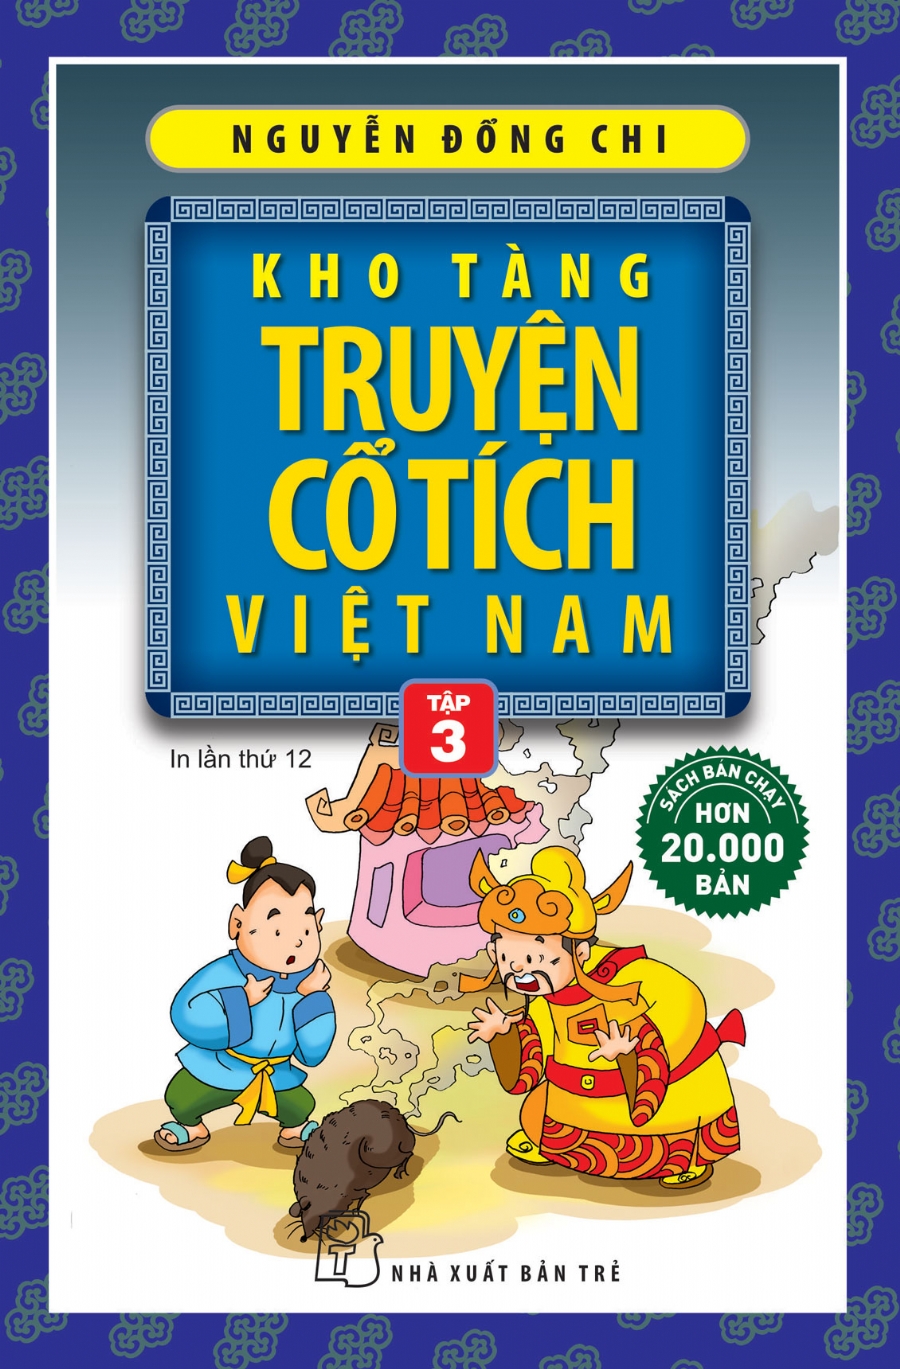 NGUYỄN ĐỔNG CHI
KHO TÀNG
TRUYỆN
CỔ TÍCH
VIỆT NAM
TẬP
3
In lần thứ 12
SÁCH BÁN CHẠY
HƠN
20.000
BẢN
T
NHÀ XUẤT BẢN TRẺ